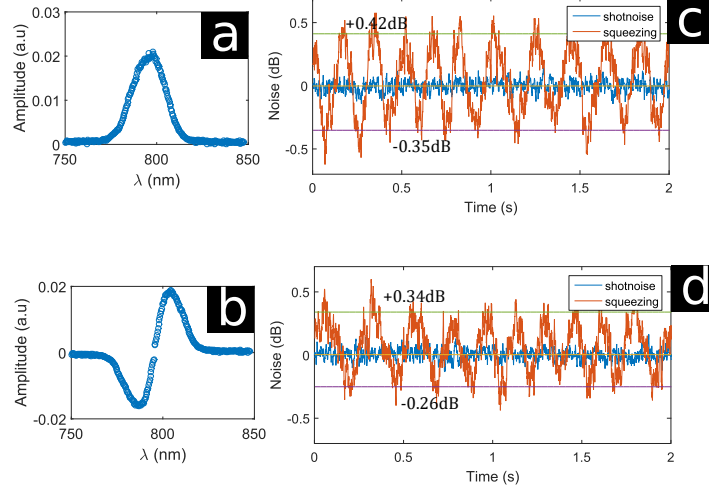 a
Amplitude (a.u)
0.03
0.02
0.01
0
750
800
850
λ (nm)
c
+0.42dB
shotnoise
squeezing
Noise (dB)
0.5
0
-0.5
-0.35dB
0
0.5
1
1.5
2
Time (s)
b
Amplitude (a.u)
0.02
0
-0.02
750
800
850
λ (nm)
d
+0.34dB
shotnoise
squeezing
Noise (dB)
0.5
0
-0.5
-0.26dB
0
0.5
1
1.5
2
Time (s)